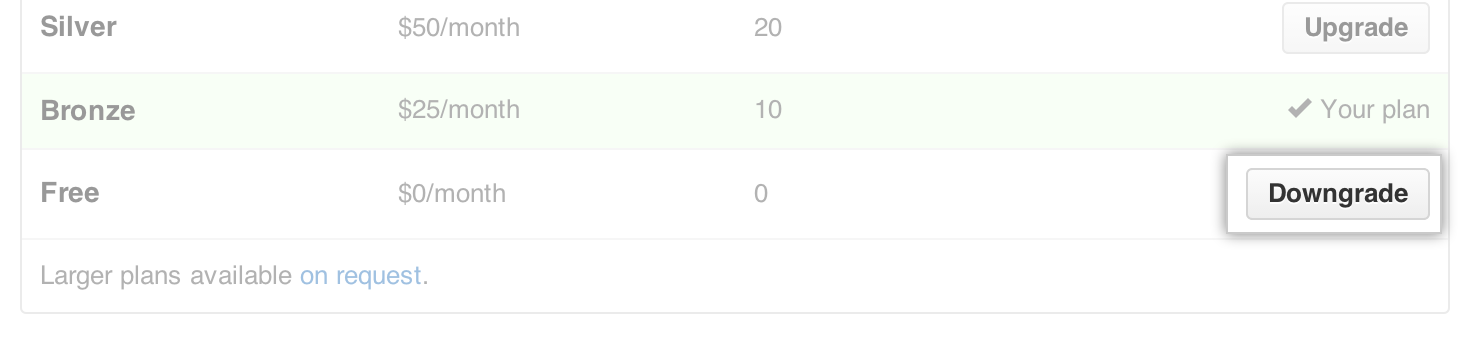 Silver $50/month 20 Upgrade
Bronze $25/month 10 ✔ Your plan
Free $0/month 0 Downgrade
Larger plans available on request.